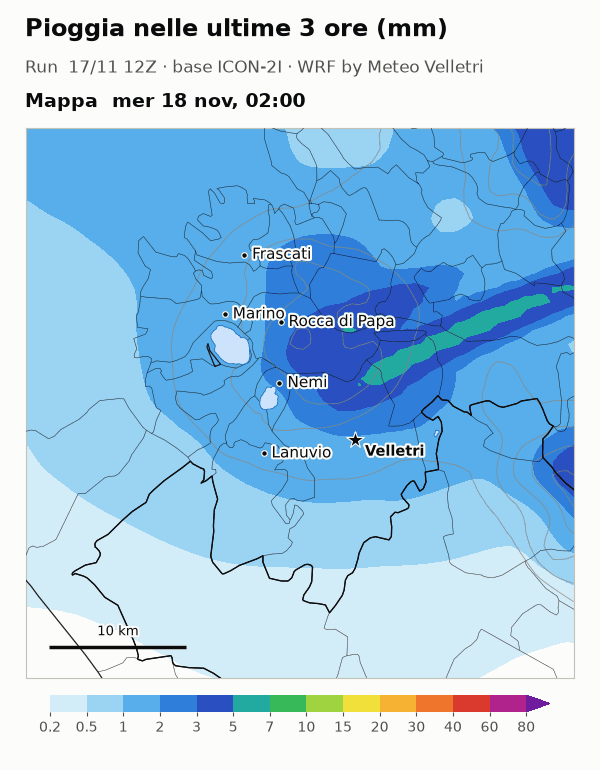 Pioggia nelle ultime 3 ore (mm)
Run 17/11 12Z · base ICON-2I · WRF by Meteo Velletri
Mappa mer 18 nov, 02:00
Frascati
Marino
Rocca di Papa
Nemi
Velletri
Lanuvio
10 km
0.2 0.5 1 2 3 5 7 10 15 20 30 40 60 80